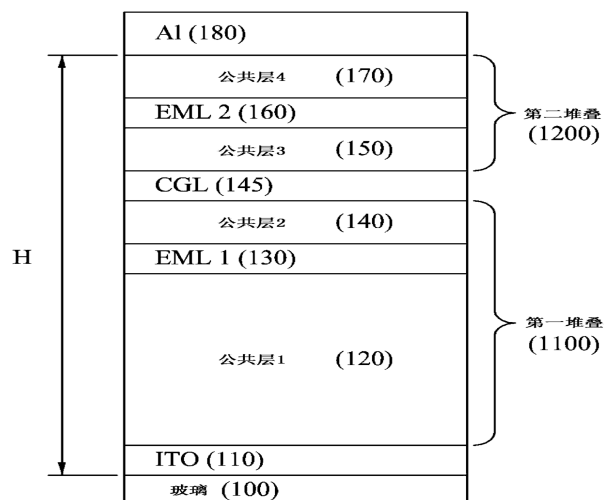 Al (180)
公共层4 (170)
EML 2 (160)
第二堆叠
(1200)
公共层3 (150)
CGL (145)
公共层2 (140)
H
EML 1 (130)
第一堆叠
(1100)
公共层1 (120)
ITO (110)
玻璃 (100)